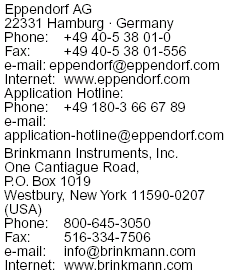 Eppendorf AG
22331 Hamburg · Germany
Phone: +49 40-5 38 01-0
Fax: +49 40-5 38 01-556
e-mail: eppendorf@eppendorf.com
Internet: www.eppendorf.com
Application Hotline:
Phone: +49 180-3 66 67 89
e-mail:
application-hotline@eppendorf.com
Brinkmann Instruments, Inc.
One Cantiague Road,
P.O. Box 1019
Westbury, New York 11590-0207
(USA)
Phone: 800-645-3050
Fax: 516-334-7506
e-mail: info@brinkmann.com
Internet: www.brinkmann.com